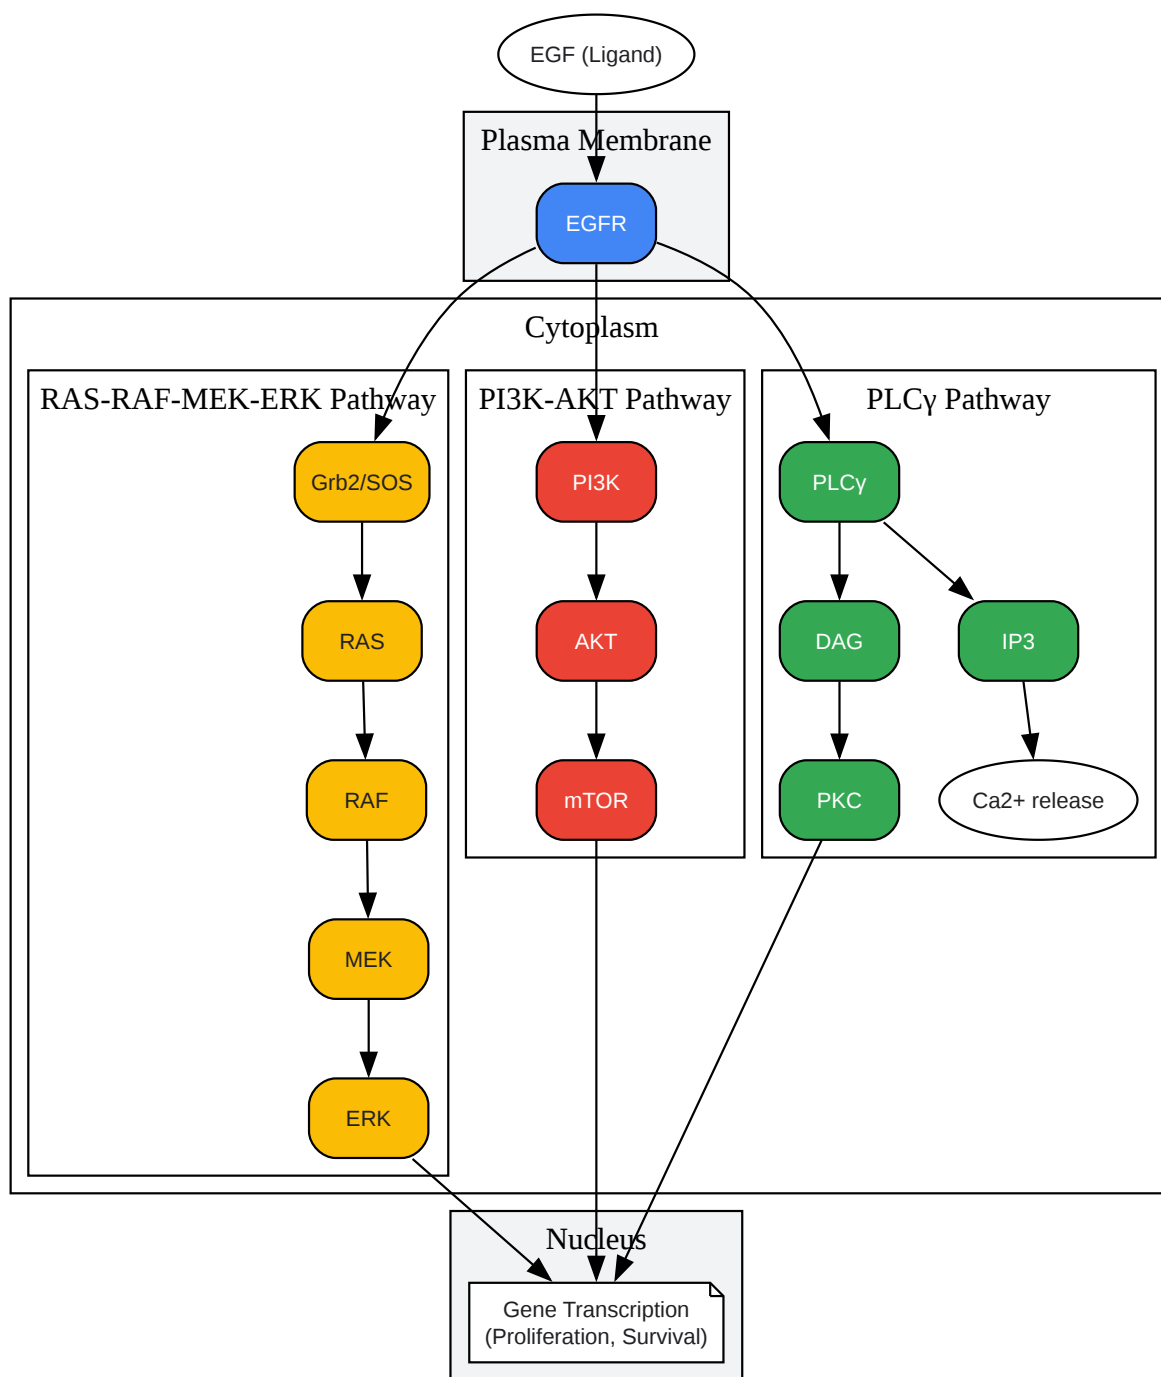 EGF (Ligand)
Plasma Membrane
EGFR
Cytoplasm
RAS-RAF-MEK-ERK Pathway
PI3K-AKT Pathway
PLCγ Pathway
Grb2/SOS
PI3K
PLCγ
RAS
AKT
DAG
IP3
RAF
mTOR
PKC
Ca2+ release
MEK
ERK
Nucleus
Gene Transcription
(Proliferation, Survival)